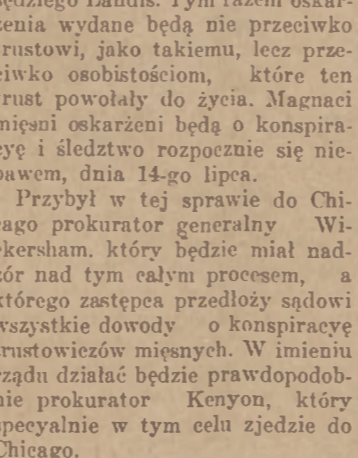 sędziego Landis. Tym razem oskar-
żenia wydane będą nie przeciwko
trustowi, jako takiemu, lecz prze-
ciwko osobistościom, które ten
trust powołały do życia. Magnaci
mięsni oskarżeni będą o konspira-
cyę i śledztwo rozpocznie się nie-
bawem, dnia 14-go lipca.
Przybył w tej sprawie do Chi-
cago prokurator generalny Wi-
ckersham. który będzie miał nad-
zór nad tym całym procesem, a
którego zastępca przedłoży sądowi
wszystkie dowody o konspiracyę
trustowiczów mięsnych. W imieniu
rządu działać będzie prawdopodob-
nie prokurator Kenyon, który
specyalnie w tym celu zjedzie do
Chicago.